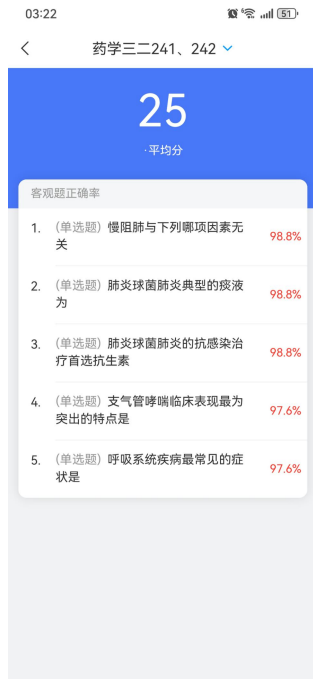 03:22
51
药学三二241、242
25
·平均分
客观题正确率
1. (单选题) 慢阻肺与下列哪项因素无
关
98.8%
2. (单选题) 肺炎球菌肺炎典型的痰液
为
98.8%
3. (单选题) 肺炎球菌肺炎的抗感染治
疗首选抗生素
98.8%
4. (单选题) 支气管哮喘临床表现最为
突出的特点是
97.6%
5. (单选题) 呼吸系统疾病最常见的症
状是
97.6%